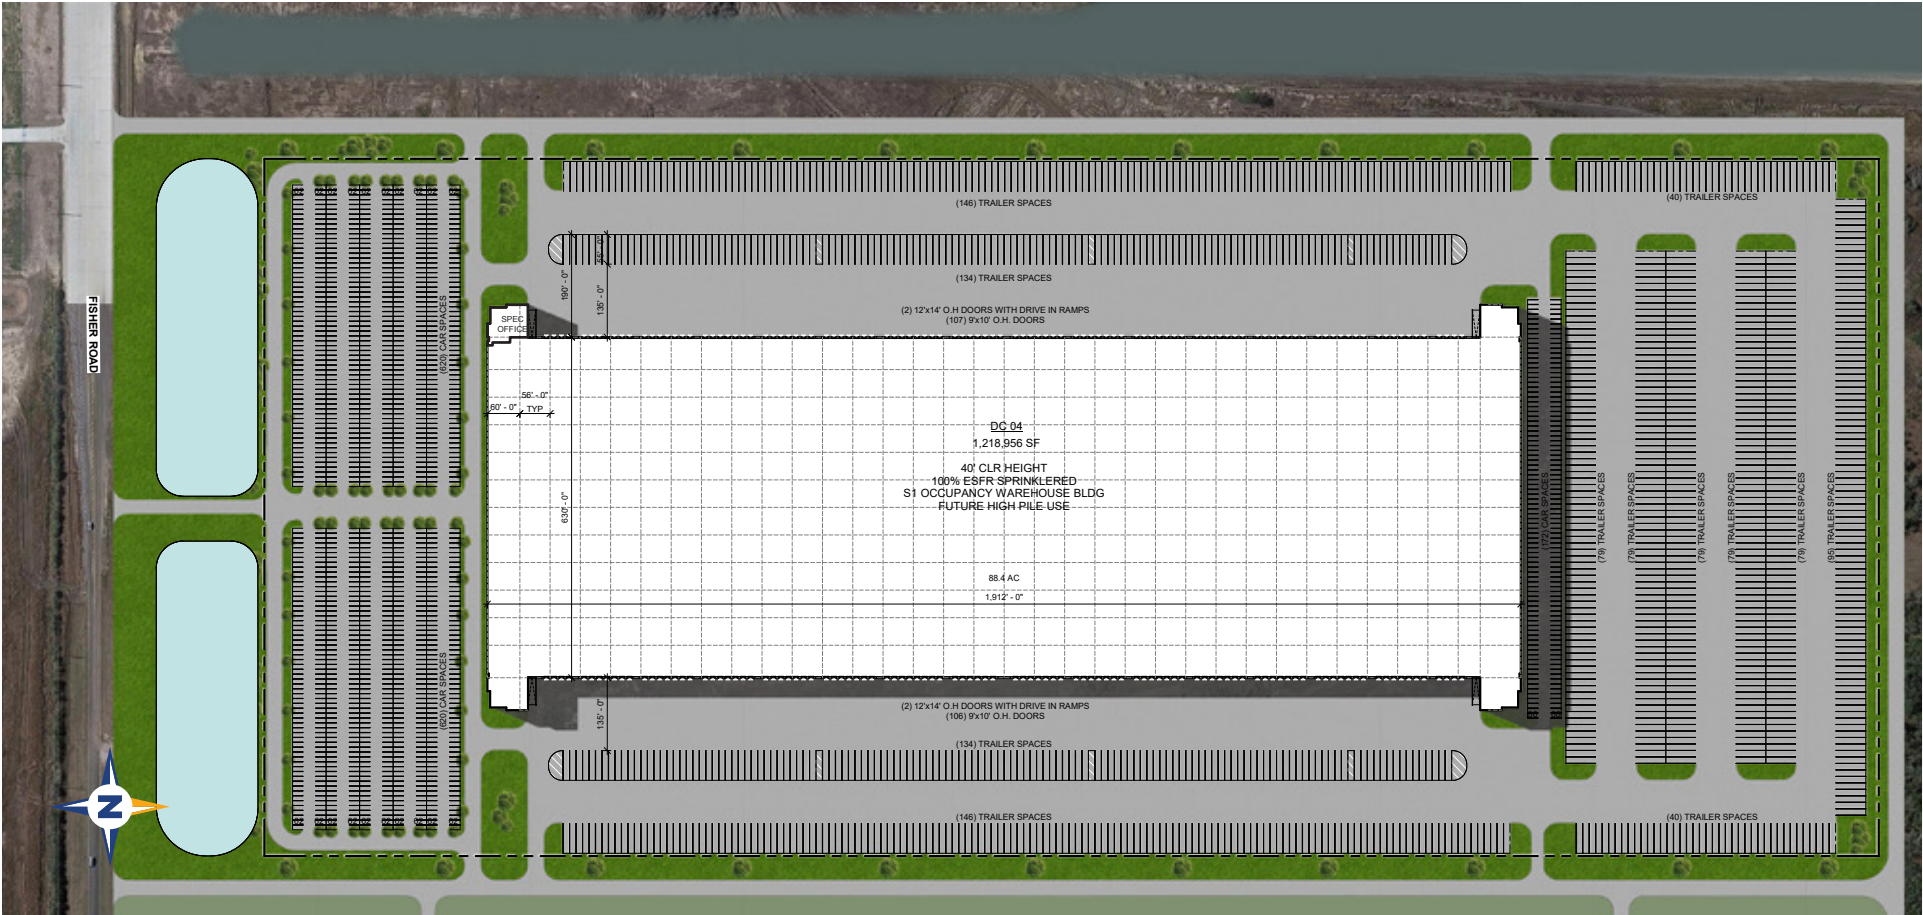 (146) TRAILER SPACES
(40) TRAILER SPACES
(134) TRAILER SPACES
55' - 0"
190' - 0"
135' - 0"
(2) 12'x14' O.H DOORS WITH DRIVE IN RAMPS
(107) 9'x10' O.H. DOORS
SPEC
OFFICE
FISHER ROAD
(620) CAR SPACES
56' - 0"
60' - 0"
TYP
DC 04
1,218,956 SF
40' CLR HEIGHT
100% ESFR SPRINKLERED
S1 OCCUPANCY WAREHOUSE BLDG
FUTURE HIGH PILE USE
630' - 0"
(172) CAR SPACES
(79) TRAILER SPACES
(79) TRAILER SPACES
(79) TRAILER SPACES
(79) TRAILER SPACES
(79) TRAILER SPACES
(95) TRAILER SPACES
88.4 AC
1,912' - 0"
(620) CAR SPACES
135' - 0"
(2) 12'x14' O.H DOORS WITH DRIVE IN RAMPS
(106) 9'x10' O.H. DOORS
(134) TRAILER SPACES
N
(146) TRAILER SPACES
(40) TRAILER SPACES